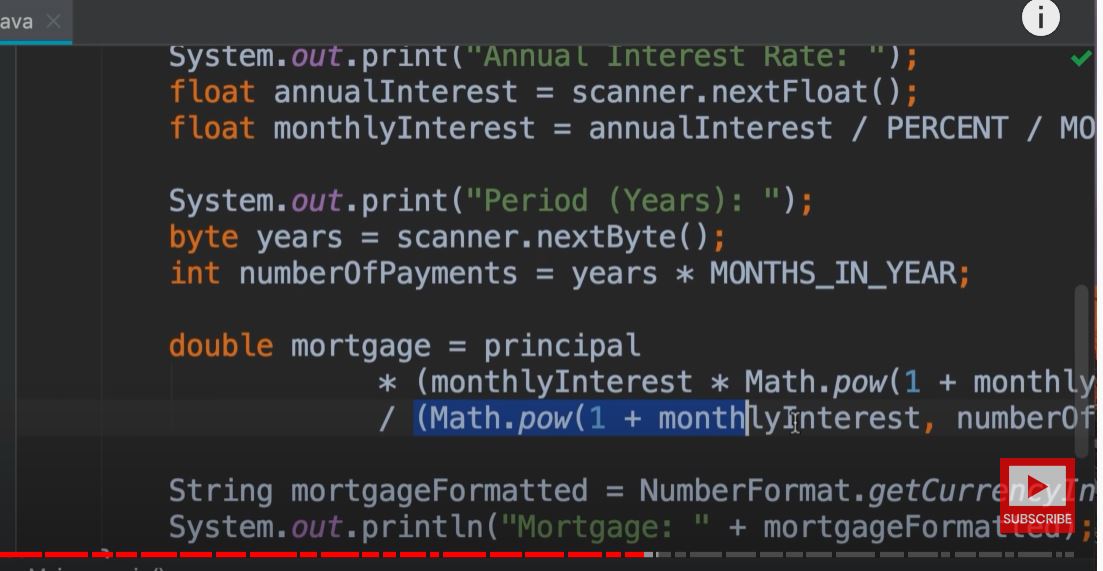 ava
System.out.print("Annual Interest Rate: ");
float annualInterest = scanner.nextFloat();
float monthlyInterest = annualInterest / PERCENT / MO
System.out.print("Period (Years): ");
byte years = scanner.nextByte();
int numberOfPayments = years * MONTHS_IN_YEAR;
double mortgage = principal
* (monthlyInterest * Math.pow(1 + monthly
/ (Math.pow(1 + monthlyInterest, numberOf
String mortgageFormatted = NumberFormat.getCurrencyIn
System.out.println("Mortgage: " + mortgageFormatted);
}
SUBSCRIBE